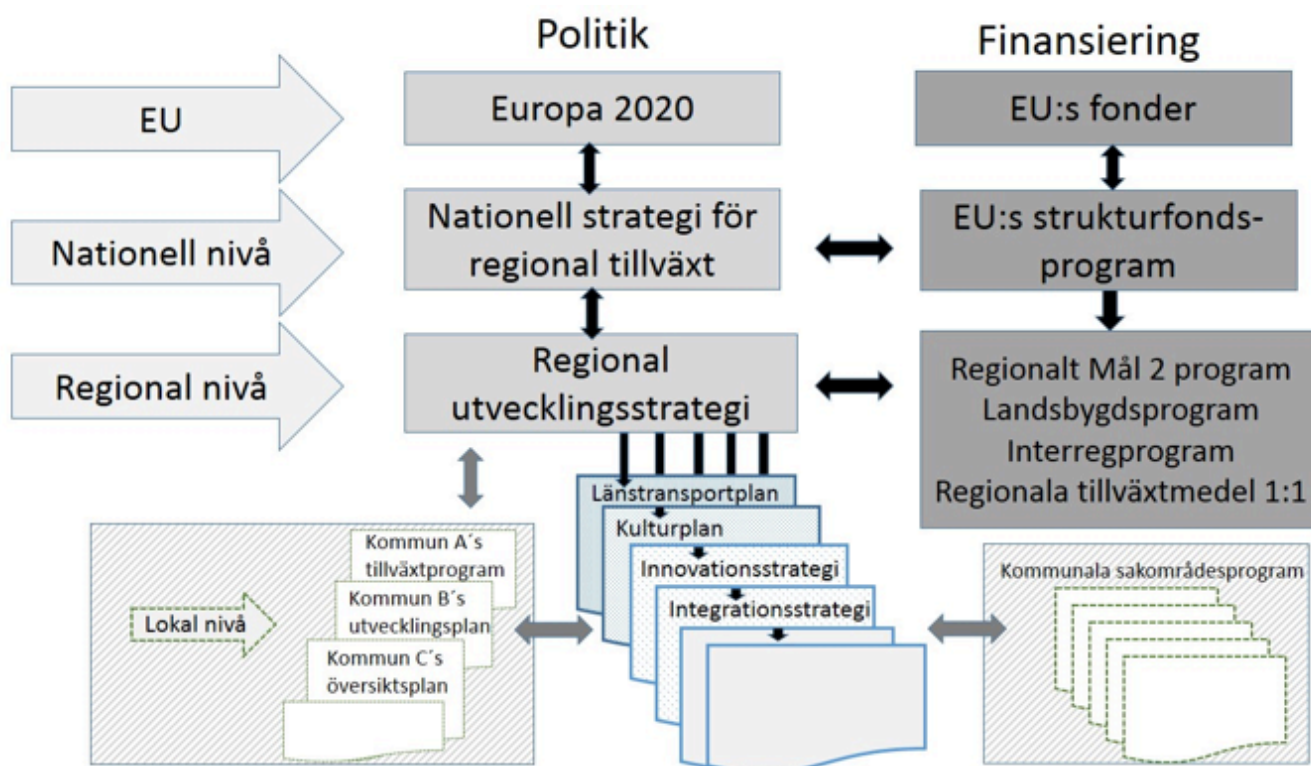 Politik
Finansiering
EU
Europa 2020
EU:s fonder
Nationell nivå
Nationell strategi för
regional tillväxt
EU:s strukturfonds-
program
Regional nivå
Regional
utvecklingsstrategi
Regionalt Mål 2 program
Landsbygdsprogram
Interregprogram
Regionala tillväxtmedel 1:1
Länstransportplan
Kulturplan
Innovationsstrategi
Integrationsstrategi
Lokal nivå
Kommun A´s
tillväxtprogram
Kommun B´s
utvecklingsplan
Kommun C´s
översiktsplan
Kommunala sakområdesprogram